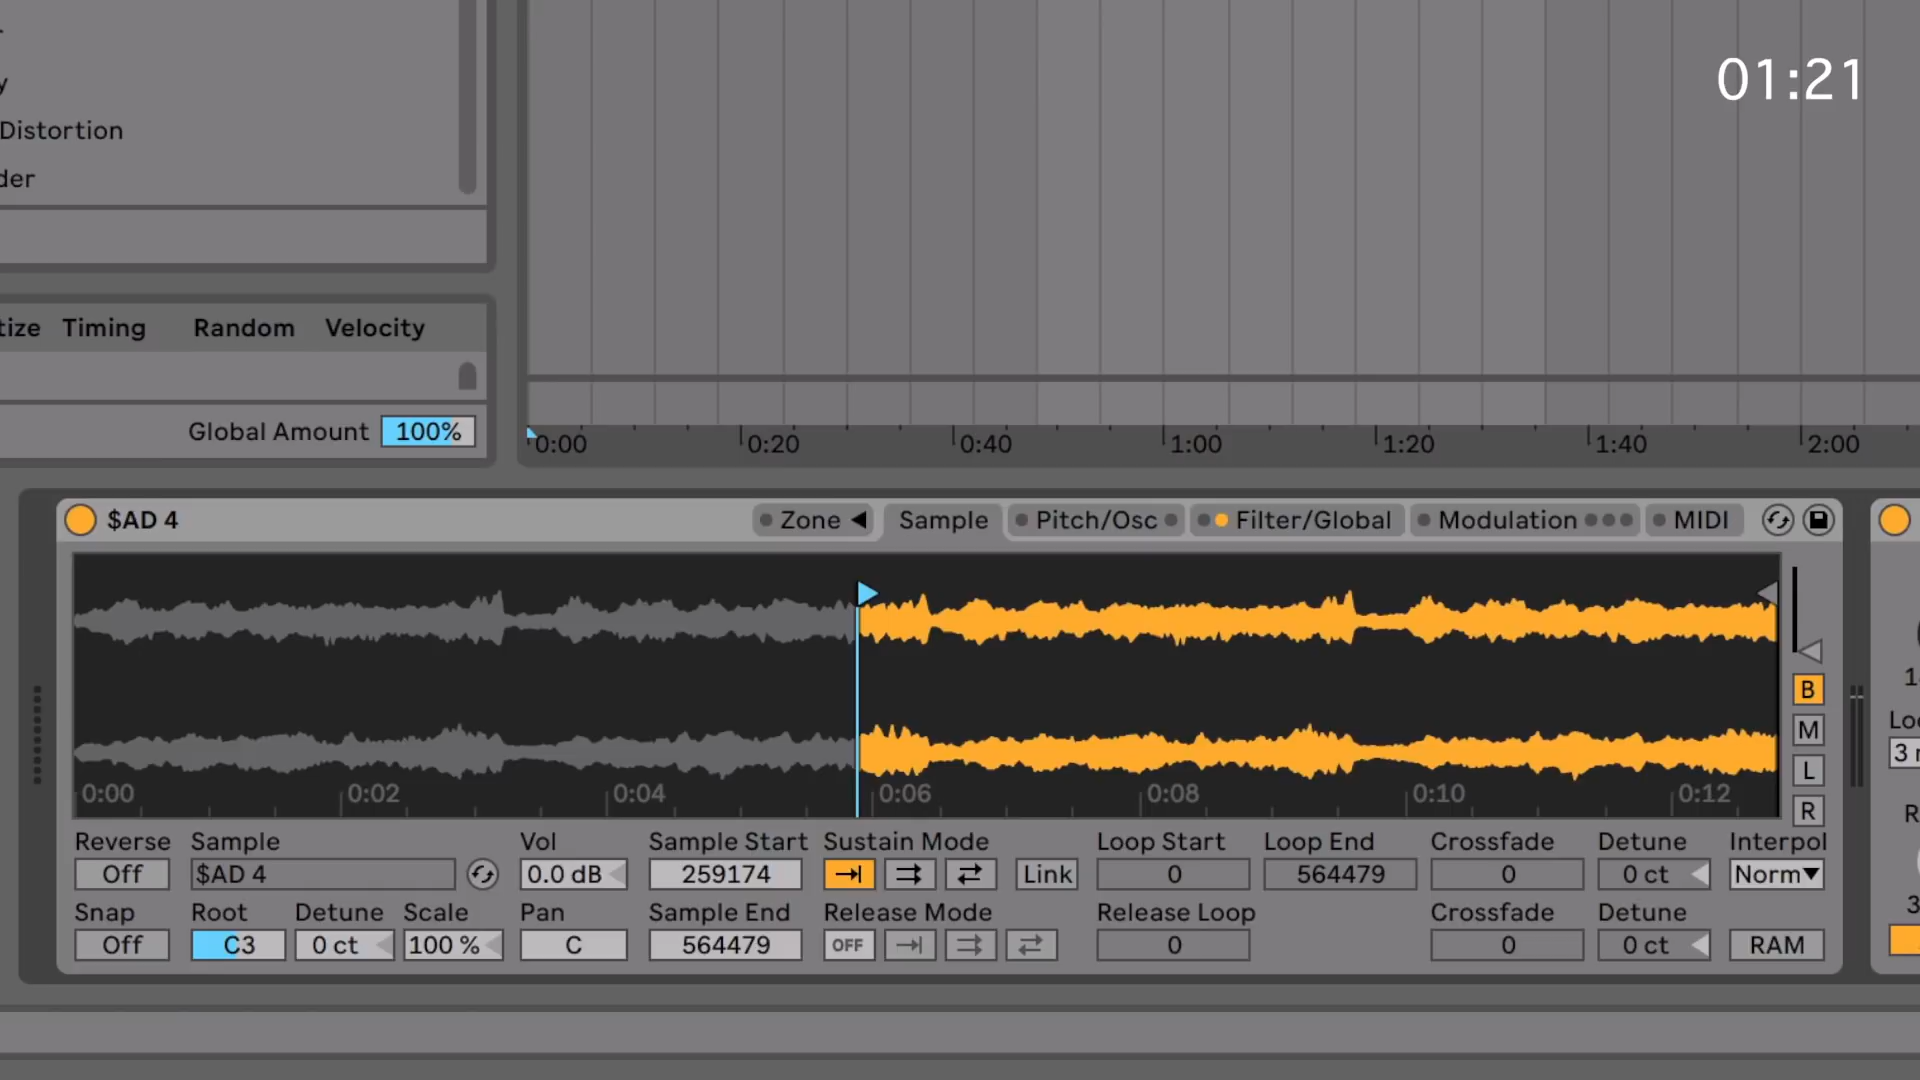 01:21
Distortion
tize Timing Random Velocity
Global Amount 100%
0:00 0:20 0:40 1:00 1:20 1:40 2:00
$AD 4 Zone Sample Pitch/Osc Filter/Global Modulation MIDI
B
M
L
R
0:00 0:02 0:04 0:06 0:08 0:10 0:12
Reverse Sample Vol Sample Start Sustain Mode Loop Start Loop End Crossfade Detune Interpol
Off $AD 4 0.0 dB 259174 Link 0 564479 0 0 ct Norm
Snap Root Detune Scale Pan Sample End Release Mode Release Loop Crossfade Detune
Off C3 0 ct 100 % C 564479 OFF 0 0 0 ct RAM